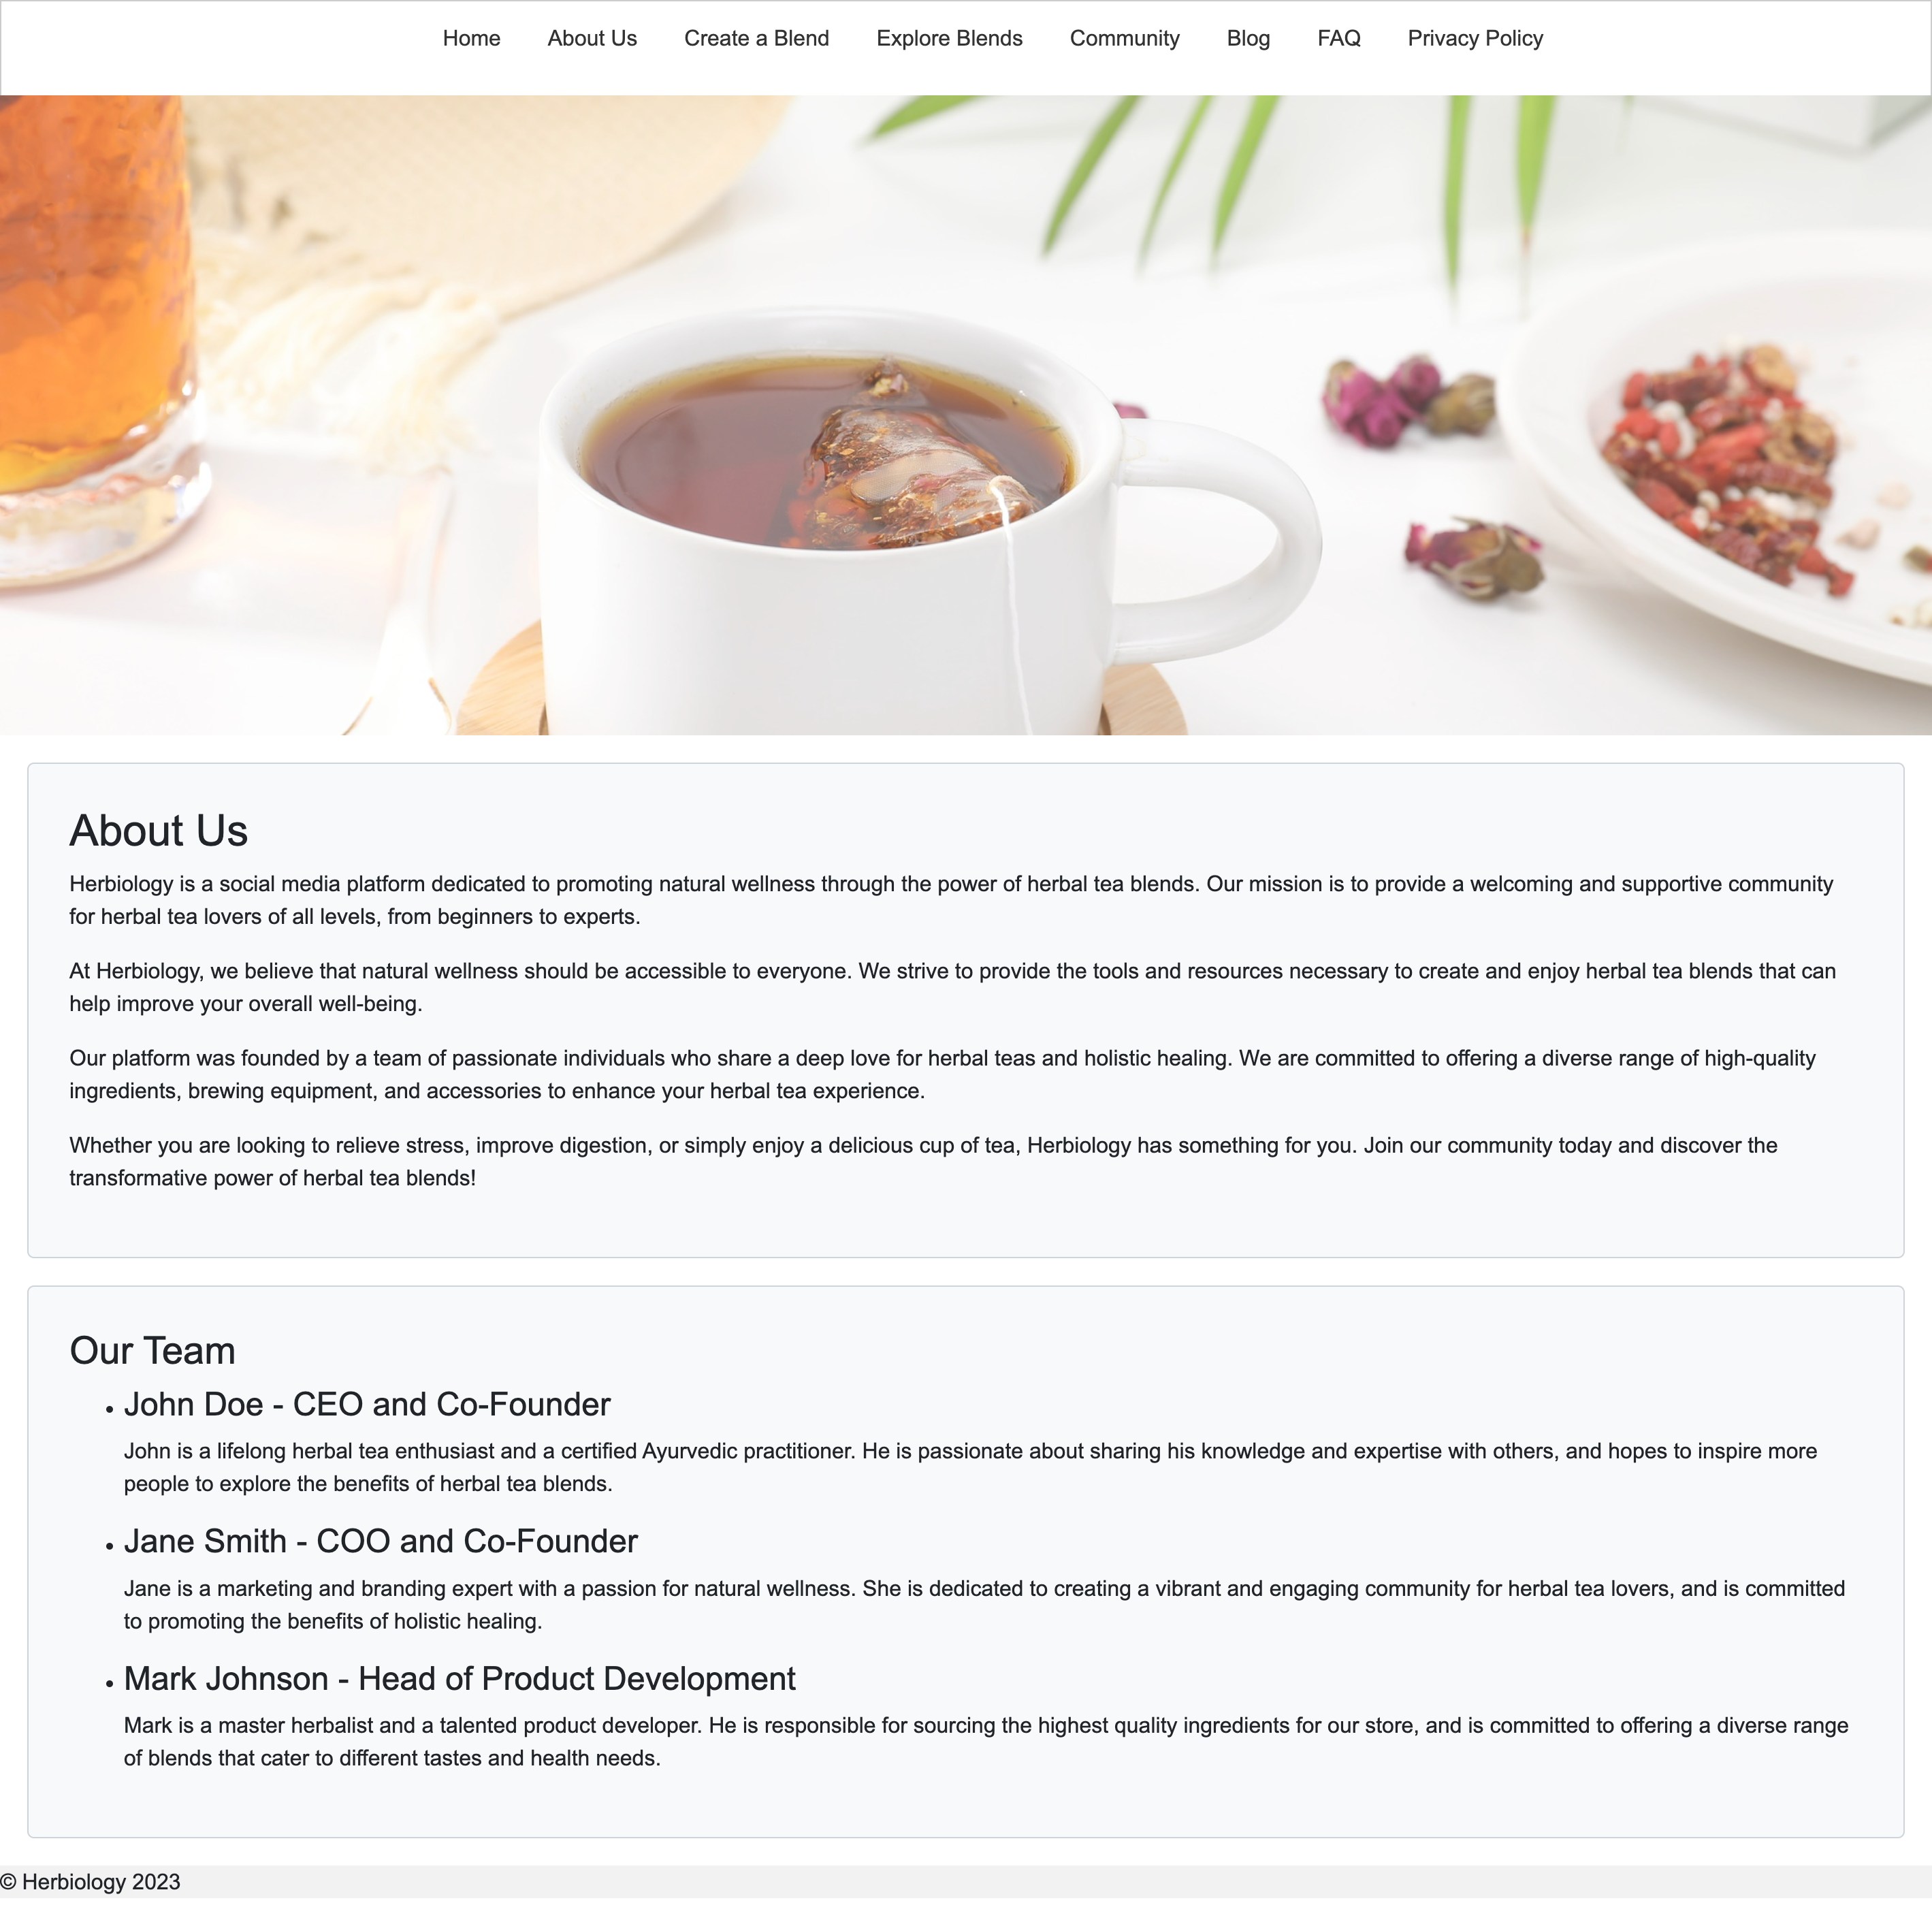 Home About Us Create a Blend Explore Blends Community Blog FAQ Privacy Policy
About Us
Herbiology is a social media platform dedicated to promoting natural wellness through the power of herbal tea blends. Our mission is to provide a welcoming and supportive community
for herbal tea lovers of all levels, from beginners to experts.
At Herbiology, we believe that natural wellness should be accessible to everyone. We strive to provide the tools and resources necessary to create and enjoy herbal tea blends that can
help improve your overall well-being.
Our platform was founded by a team of passionate individuals who share a deep love for herbal teas and holistic healing. We are committed to offering a diverse range of high-quality
ingredients, brewing equipment, and accessories to enhance your herbal tea experience.
Whether you are looking to relieve stress, improve digestion, or simply enjoy a delicious cup of tea, Herbiology has something for you. Join our community today and discover the
transformative power of herbal tea blends!
Our Team
• John Doe - CEO and Co-Founder
John is a lifelong herbal tea enthusiast and a certified Ayurvedic practitioner. He is passionate about sharing his knowledge and expertise with others, and hopes to inspire more
people to explore the benefits of herbal tea blends.
• Jane Smith - COO and Co-Founder
Jane is a marketing and branding expert with a passion for natural wellness. She is dedicated to creating a vibrant and engaging community for herbal tea lovers, and is committed
to promoting the benefits of holistic healing.
• Mark Johnson - Head of Product Development
Mark is a master herbalist and a talented product developer. He is responsible for sourcing the highest quality ingredients for our store, and is committed to offering a diverse range
of blends that cater to different tastes and health needs.
© Herbiology 2023